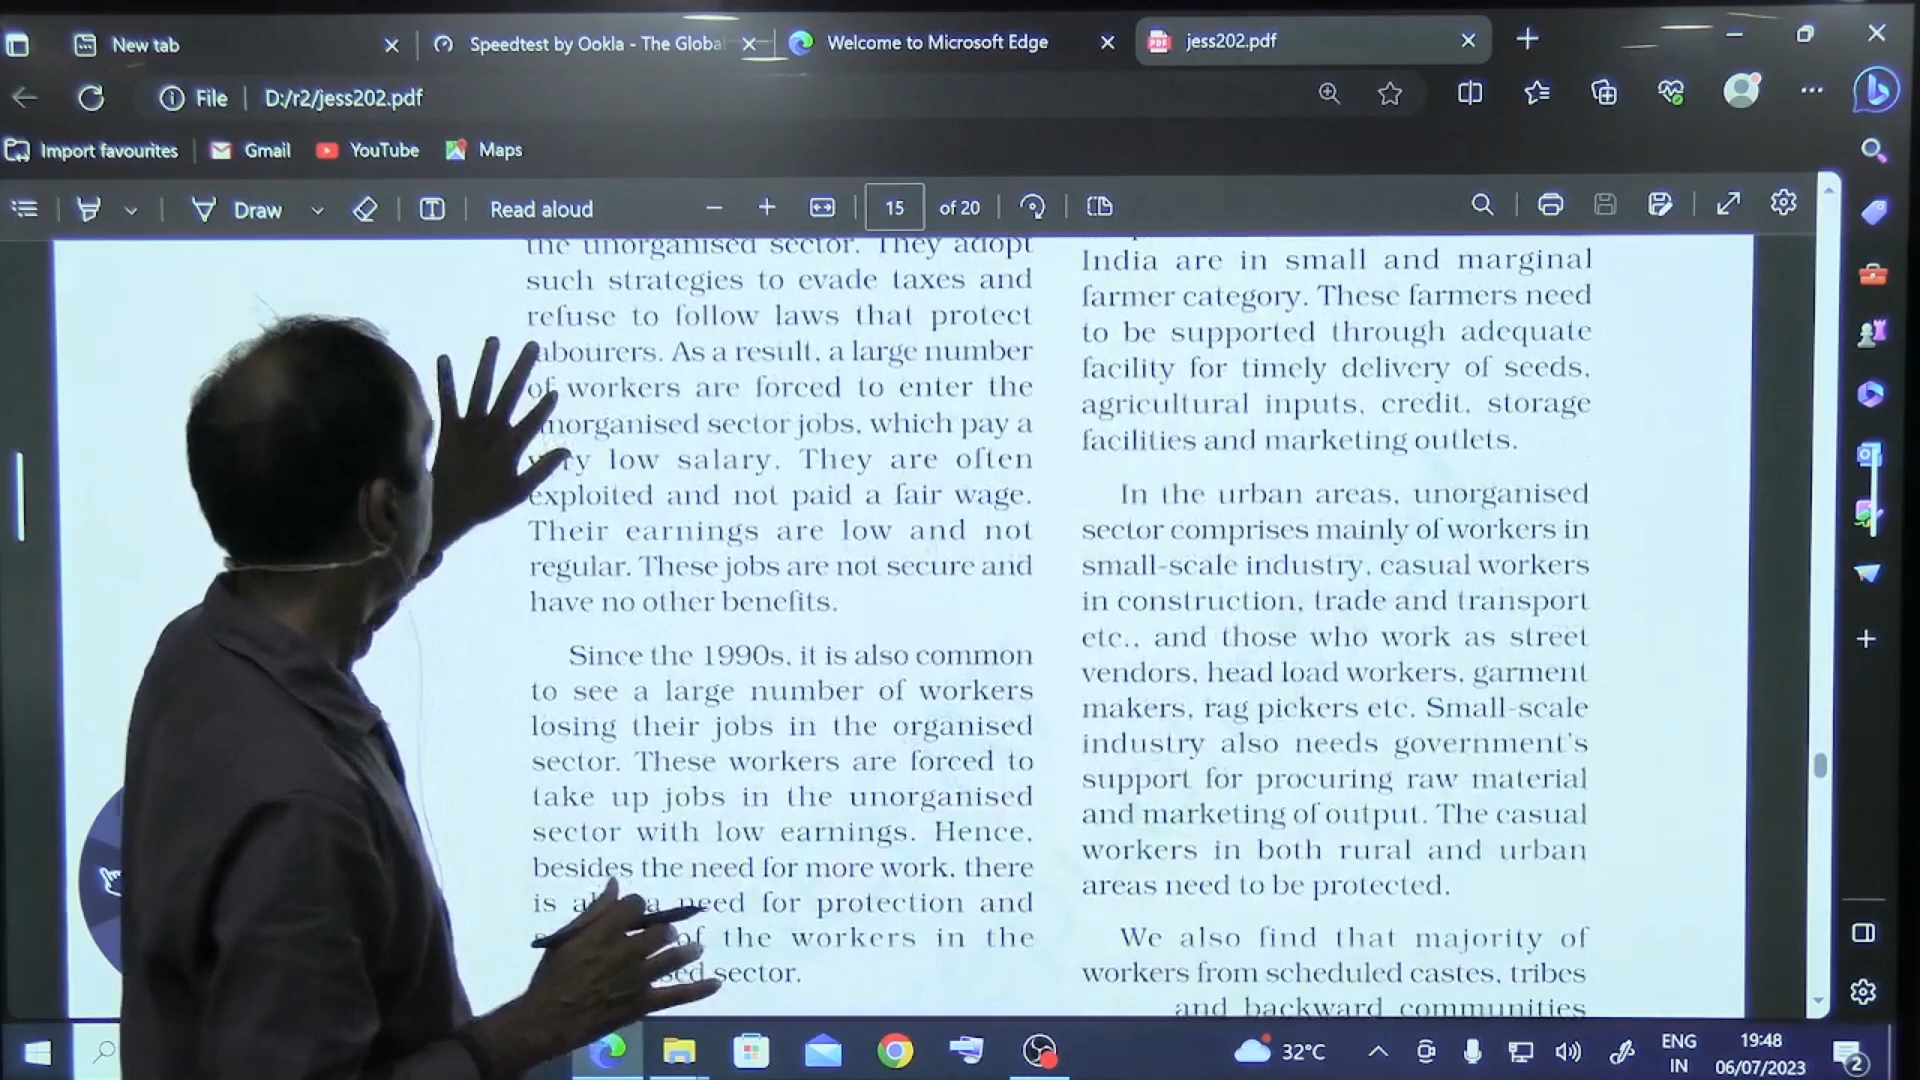 New tab
Speedtest by Ookla - The Global
Welcome to Microsoft Edge
jess202.pdf
File
D:/r2/jess202.pdf
Import favourites
Gmail
YouTube
Maps
Draw
Read aloud
15
of 20
the unorganised sector. They adopt
such strategies to evade taxes and
refuse to follow laws that protect
labourers. As a result, a large number
of workers are forced to enter the
unorganised sector jobs, which pay a
very low salary. They are often
exploited and not paid a fair wage.
Their earnings are low and not
regular. These jobs are not secure and
have no other benefits.
Since the 1990s, it is also common
to see a large number of workers
losing their jobs in the organised
sector. These workers are forced to
take up jobs in the unorganised
sector with low earnings. Hence,
besides the need for more work, there
is a need for protection and
of the workers in the
sector.
India are in small and marginal
farmer category. These farmers need
to be supported through adequate
facility for timely delivery of seeds,
agricultural inputs, credit, storage
facilities and marketing outlets.
In the urban areas, unorganised
sector comprises mainly of workers in
small-scale industry, casual workers
in construction, trade and transport
etc., and those who work as street
vendors, head load workers, garment
makers, rag pickers etc. Small-scale
industry also needs government's
support for procuring raw material
and marketing of output. The casual
workers in both rural and urban
areas need to be protected.
We also find that majority of
workers from scheduled castes, tribes
and backward communities
32°C
ENG
IN
19:48
06/07/2023
2